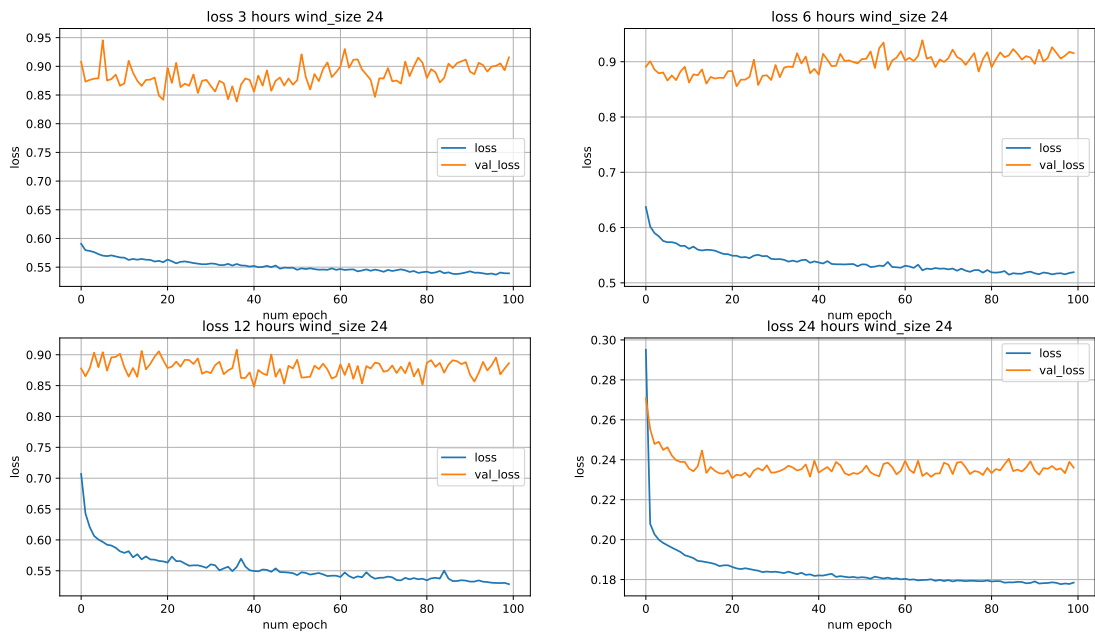 loss 3 hours wind_size 24
loss
0.95
0.90
0.85
0.80
0.75
0.70
0.65
0.60
0.55
0 20 40 60 80 100
num epoch
loss
val_loss
loss 6 hours wind_size 24
loss
0.9
0.8
0.7
0.6
0.5
0 20 40 60 80 100
num epoch
loss
val_loss
loss 12 hours wind_size 24
loss
0.90
0.85
0.80
0.75
0.70
0.65
0.60
0.55
0 20 40 60 80 100
num epoch
loss
val_loss
loss 24 hours wind_size 24
loss
0.30
0.28
0.26
0.24
0.22
0.20
0.18
0 20 40 60 80 100
num epoch
loss
val_loss